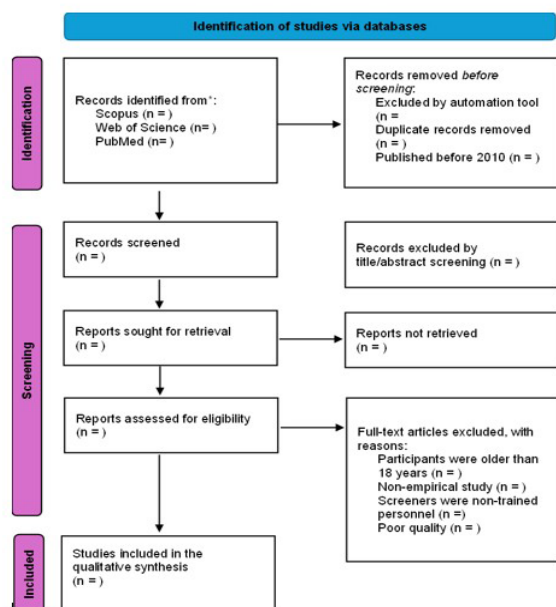 Identification of studies via databases
Identification
Records identified from*:
Scopus (n = )
Web of Science (n= )
PubMed (n= )
Records removed before
screening:
Excluded by automation tool
(n =
Duplicate records removed
(n = )
Published before 2010 (n = )
Screening
Records screened
(n = )
Records excluded by
title/abstract screening (n = )
Reports sought for retrieval
(n = )
Reports not retrieved
(n = )
Reports assessed for eligibility
(n = )
Full-text articles excluded, with
reasons:
Participants were older than
18 years (n = )
Non-empirical study (n = )
Screeners were non-trained
personnel (n =)
Poor quality (n = )
Included
Studies included in the
qualitative synthesis
(n = )